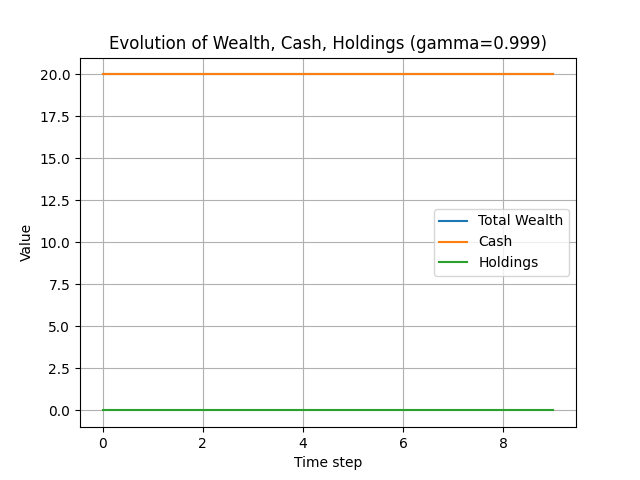 Evolution of Wealth, Cash, Holdings (gamma=0.999)
20.0
17.5
15.0
12.5
10.0
7.5
5.0
2.5
0.0
Value
Total Wealth
Cash
Holdings
0 2 4 6 8
Time step